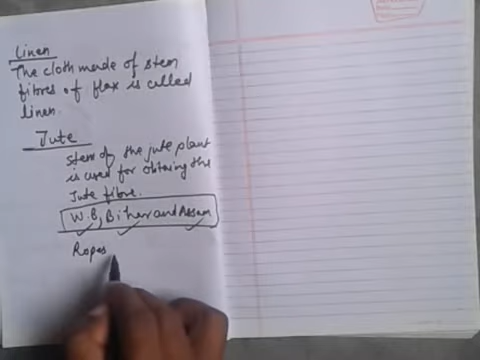 Linen
The cloth made of stem
fibres of flax is called
linen.
Jute
Stem of the jute plant
is used for obtaining the
Jute fibre.
W.B, Bihar and Assam
Ropes